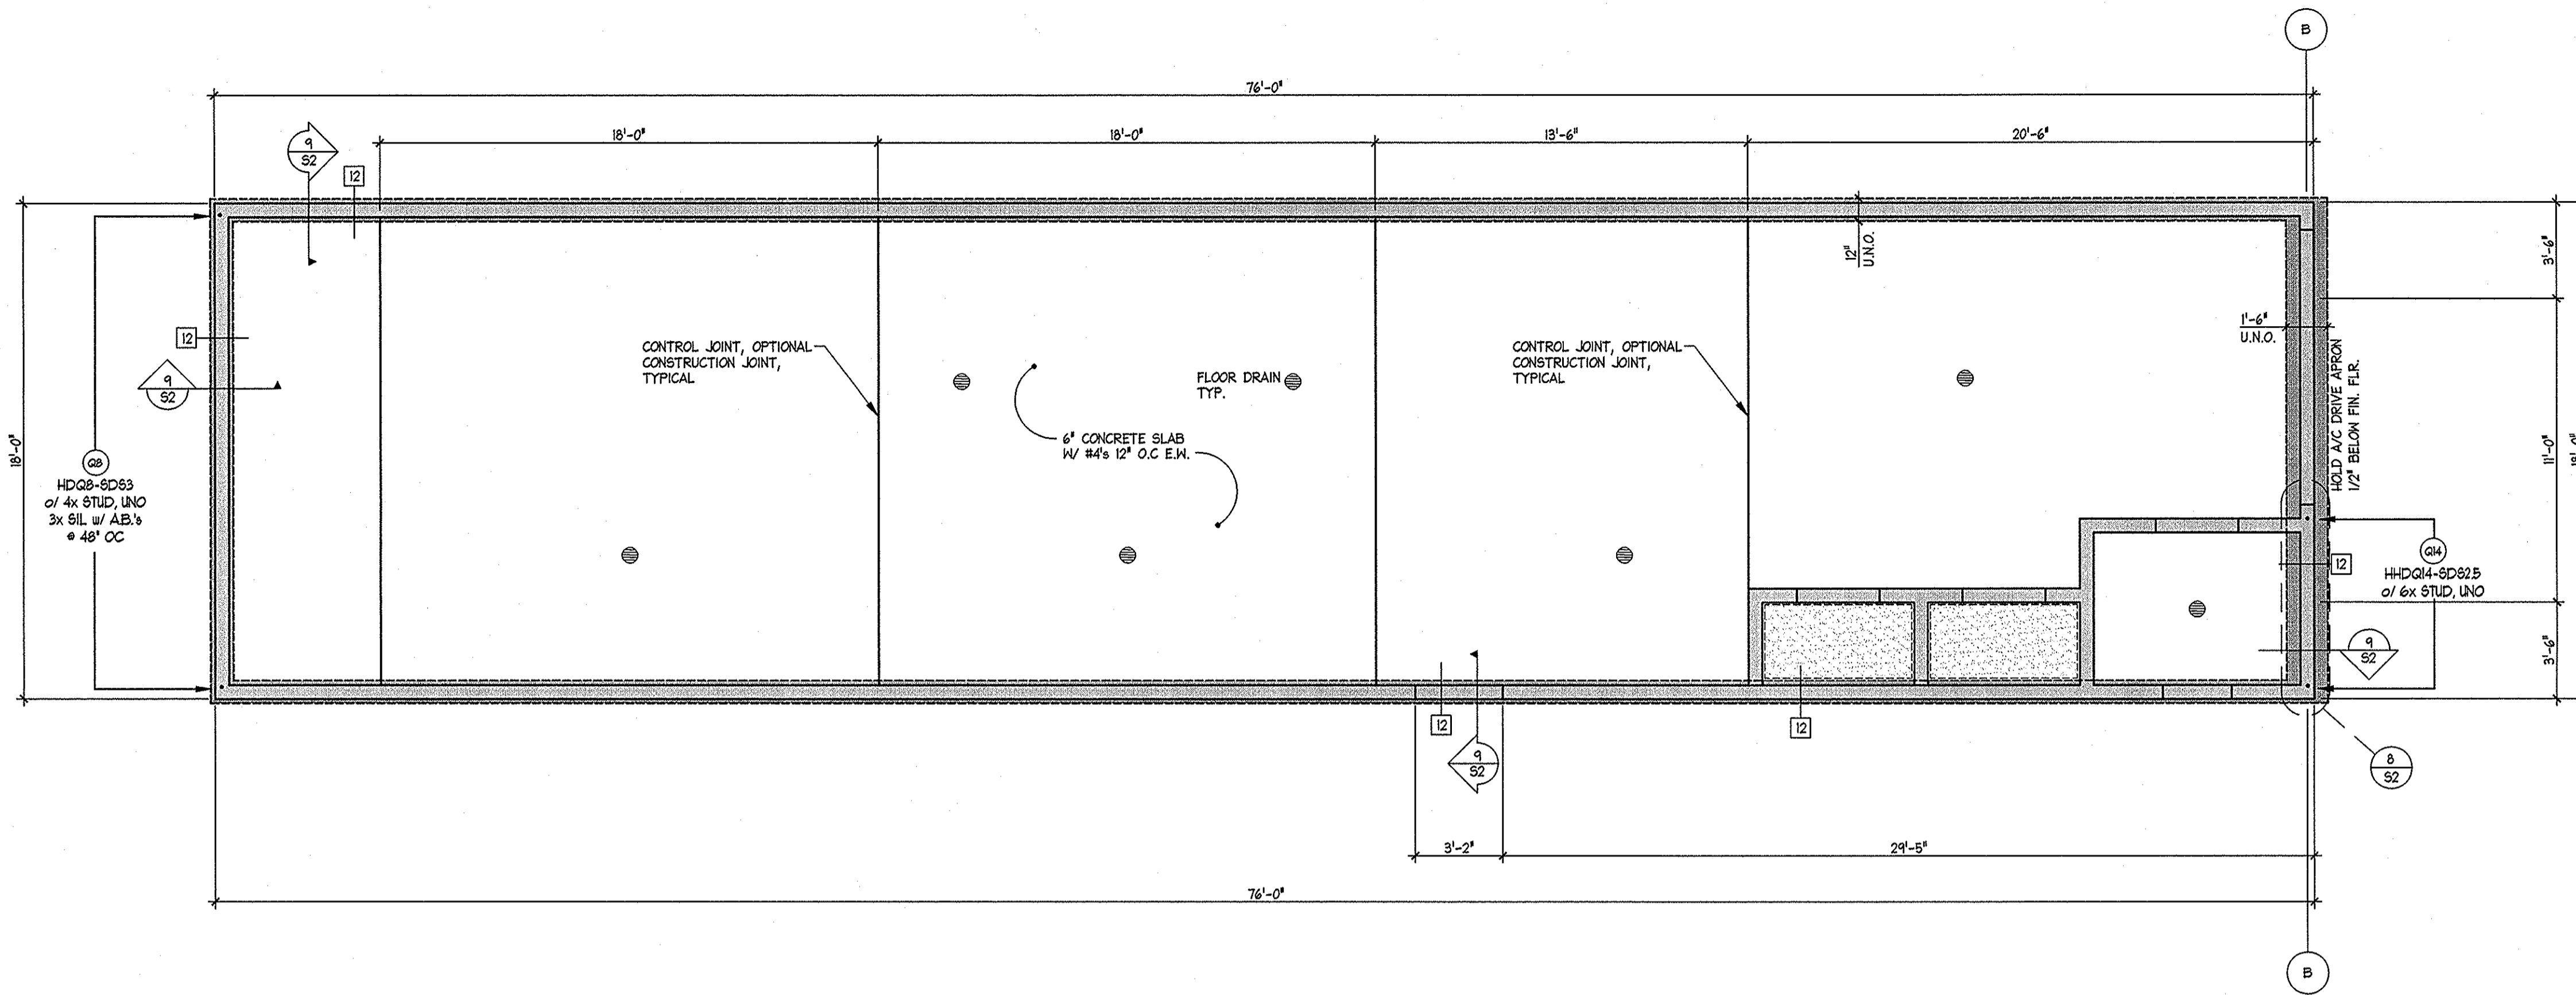 B
76'-0"
18'-0"
18'-0"
13'-6"
20'-6"
9
S2
12
12"
U.N.O.
3'-6"
12
9
S2
CONTROL JOINT, OPTIONAL
CONSTRUCTION JOINT,
TYPICAL
FLOOR DRAIN
TYP.
CONTROL JOINT, OPTIONAL
CONSTRUCTION JOINT,
TYPICAL
1'-6"
U.N.O.
HOLD A/C DRIVE APRON
1/2" BELOW FIN. FLR.
6" CONCRETE SLAB
W/ #4's 12" O.C E.W.
18'-0"
Q8
HDQ8-SDS3
o/ 4x STUD, UNO
3x SIL w/ A.B.'s
@ 48" OC
11'-0"
Q14
HHDQ14-SDS2.5
o/ 6x STUD, UNO
12
3'-6"
9
S2
12
12
9
S2
8
S2
3'-2"
29'-5"
76'-0"
B